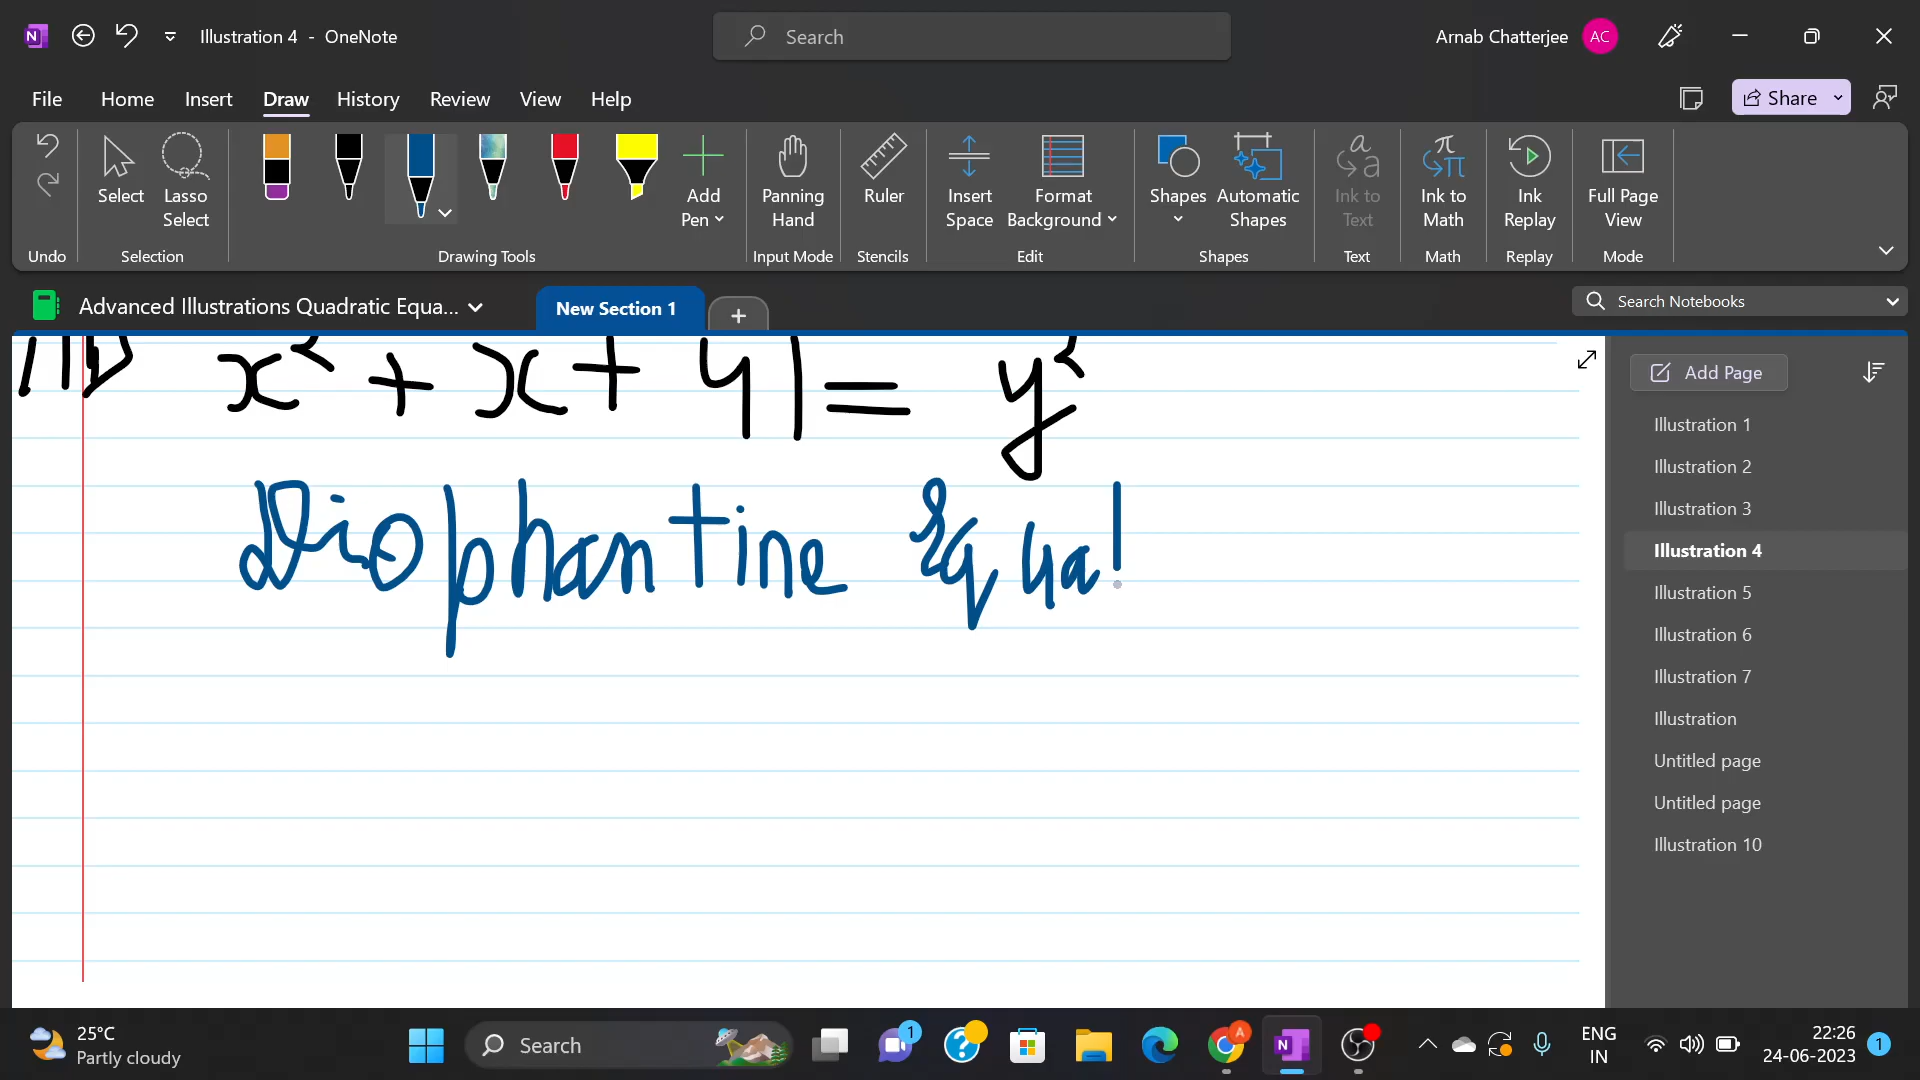 Illustration 4 - OneNote
Search
Arnab Chatterjee
AC
File Home Insert Draw History Review View Help
Share
Select
Lasso Select
Add Pen
Panning Hand
Ruler
Insert Space
Format Background
Shapes
Automatic Shapes
Ink to Text
Ink to Math
Ink Replay
Full Page View
Undo Selection Drawing Tools Input Mode Stencils Edit Shapes Text Math Replay Mode
Advanced Illustrations Quadratic Equa...
New Section 1
Search Notebooks
x² + x + 41 = y²
Diophantine Equa
Add Page
Illustration 1
Illustration 2
Illustration 3
Illustration 4
Illustration 5
Illustration 6
Illustration 7
Illustration
Untitled page
Untitled page
Illustration 10
25°C
Partly cloudy
Search
1
A
ENG
IN
22:26
24-06-2023
1